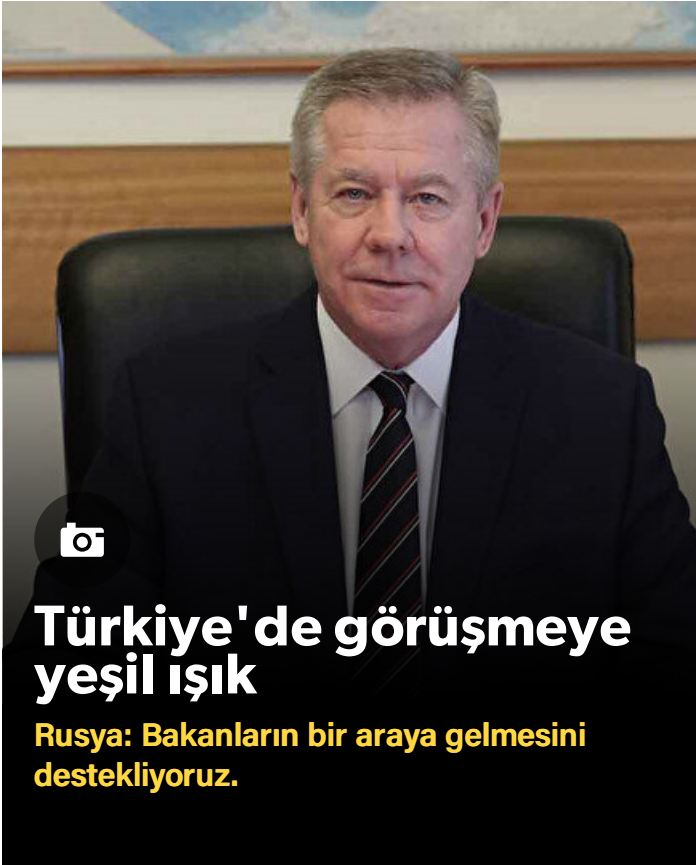 Türkiye'de görüşmeye
yeşil ışık
Rusya: Bakanların bir araya gelmesini
destekliyoruz.